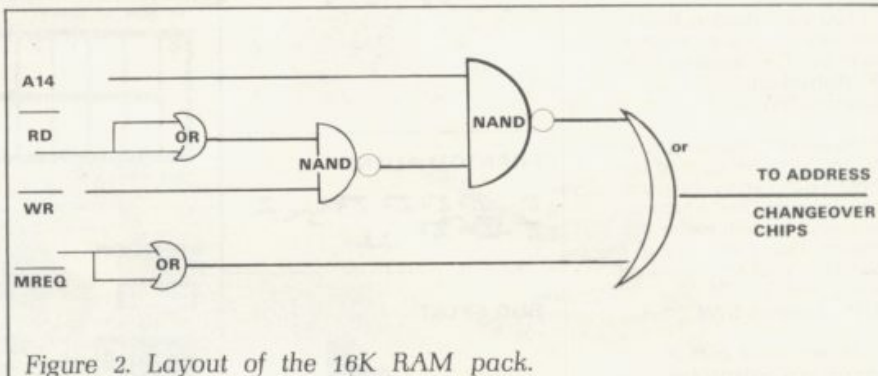 A14
NAND
RD
OR
NAND
or
TO ADDRESS
WR
CHANGEOVER
CHIPS
OR
MREQ
Figure 2. Layout of the 16K RAM pack.